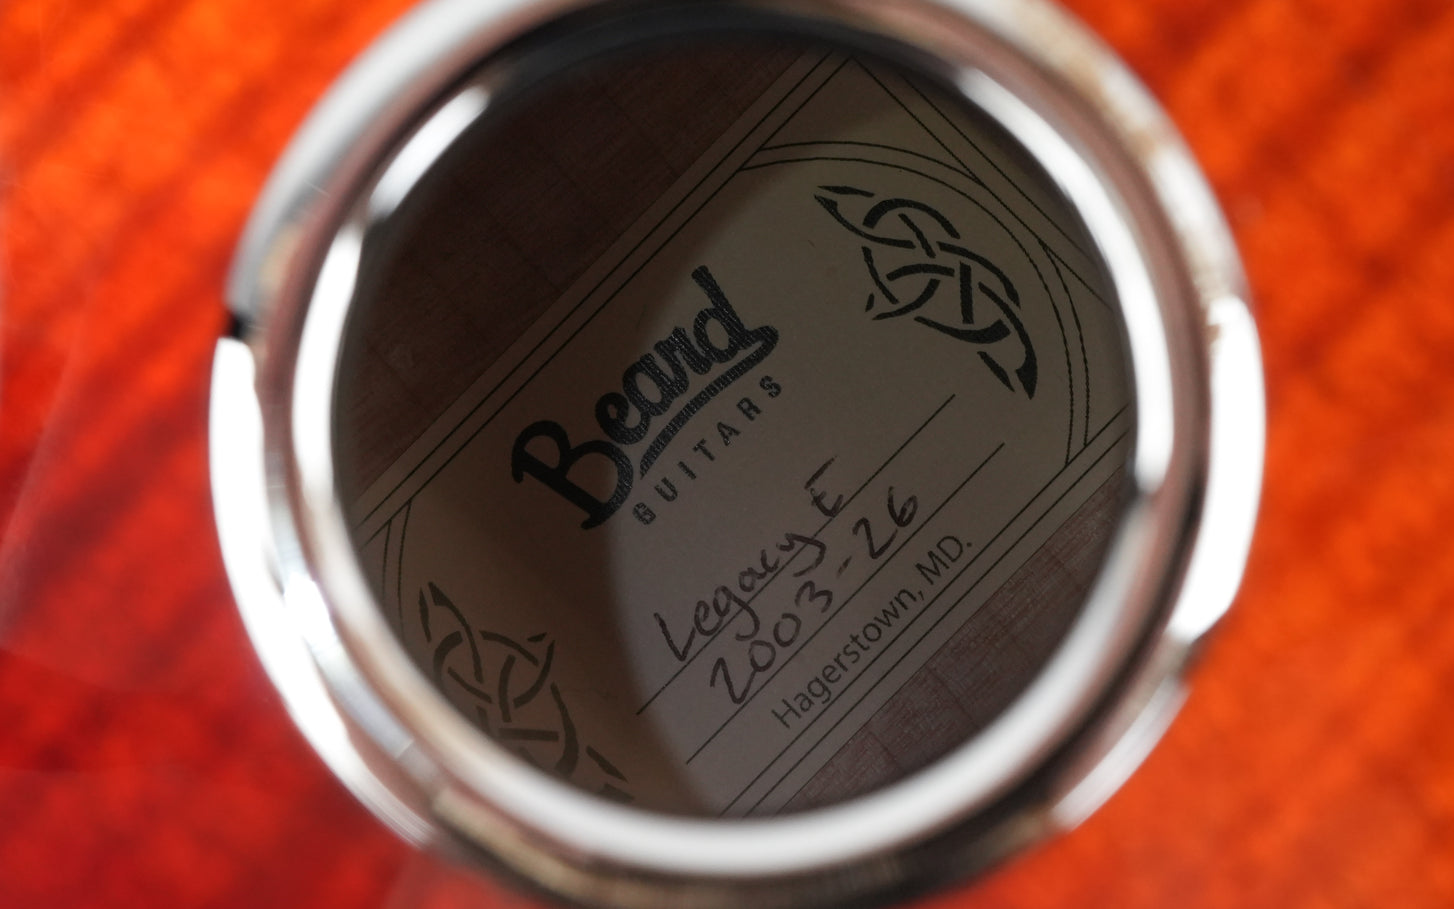 Beard
GUITARS
Legacy E
2003-26
Hagerstown, MD.